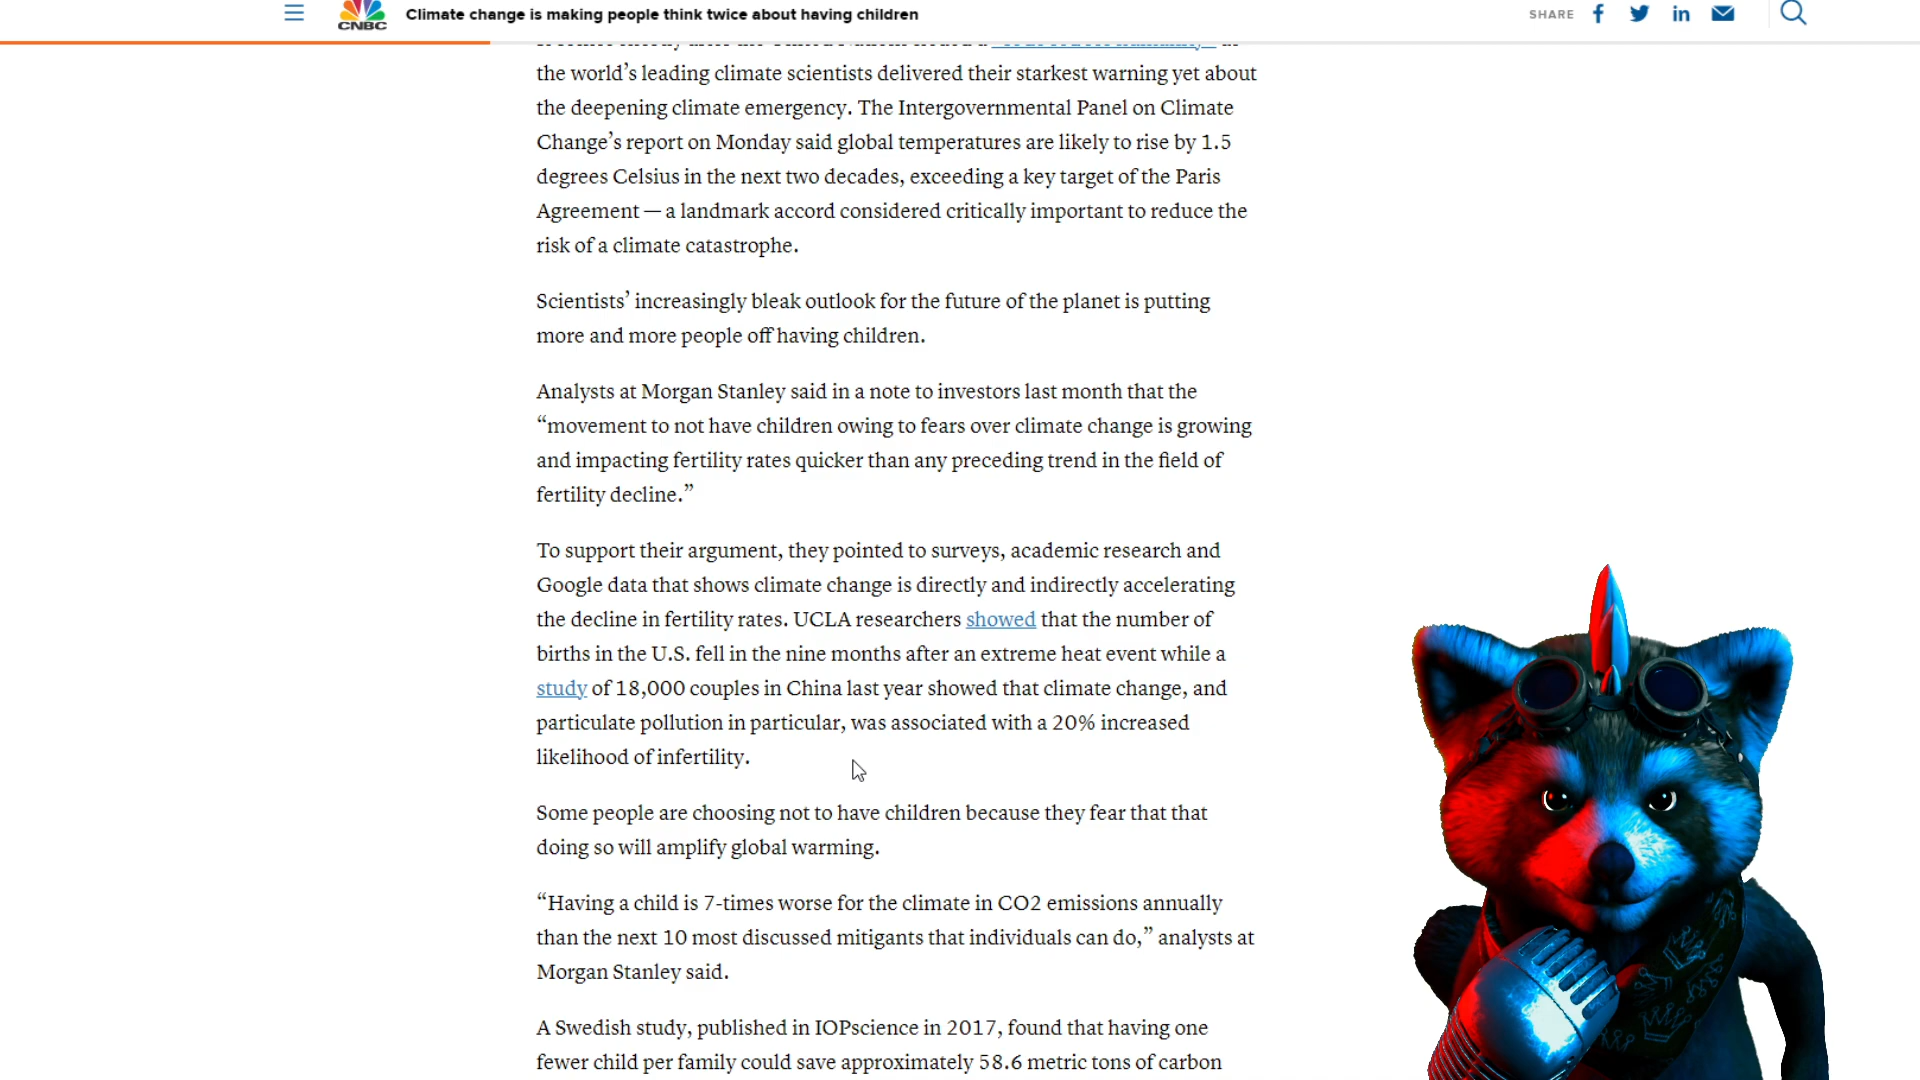 CNBC
Climate change is making people think twice about having children
SHARE
the world’s leading climate scientists delivered their starkest warning yet about
the deepening climate emergency. The Intergovernmental Panel on Climate
Change’s report on Monday said global temperatures are likely to rise by 1.5
degrees Celsius in the next two decades, exceeding a key target of the Paris
Agreement — a landmark accord considered critically important to reduce the
risk of a climate catastrophe.
Scientists’ increasingly bleak outlook for the future of the planet is putting
more and more people off having children.
Analysts at Morgan Stanley said in a note to investors last month that the
“movement to not have children owing to fears over climate change is growing
and impacting fertility rates quicker than any preceding trend in the field of
fertility decline.”
To support their argument, they pointed to surveys, academic research and
Google data that shows climate change is directly and indirectly accelerating
the decline in fertility rates. UCLA researchers showed that the number of
births in the U.S. fell in the nine months after an extreme heat event while a
study of 18,000 couples in China last year showed that climate change, and
particulate pollution in particular, was associated with a 20% increased
likelihood of infertility.
Some people are choosing not to have children because they fear that that
doing so will amplify global warming.
“Having a child is 7-times worse for the climate in CO2 emissions annually
than the next 10 most discussed mitigants that individuals can do,” analysts at
Morgan Stanley said.
A Swedish study, published in IOPscience in 2017, found that having one
fewer child per family could save approximately 58.6 metric tons of carbon